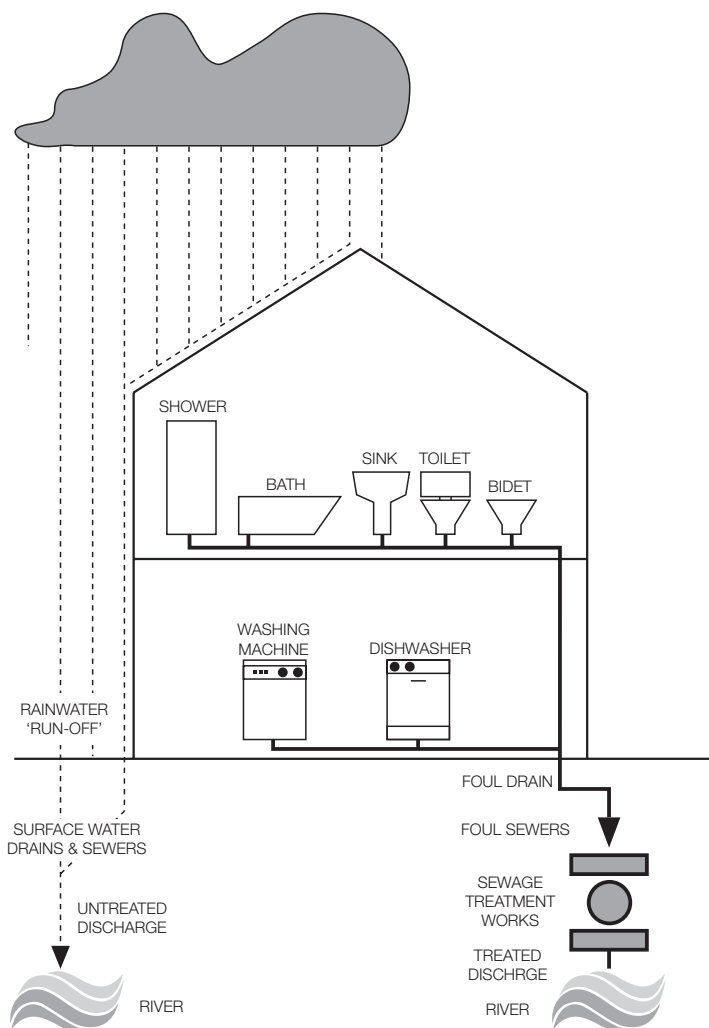 SHOWER
BATH
SINK
TOILET
BIDET
WASHING
MACHINE
DISHWASHER
RAINWATER
‘RUN-OFF’
FOUL DRAIN
SURFACE WATER
DRAINS & SEWERS
FOUL SEWERS
UNTREATED
DISCHARGE
SEWAGE
TREATMENT
WORKS
TREATED
DISCHRGE
RIVER
RIVER